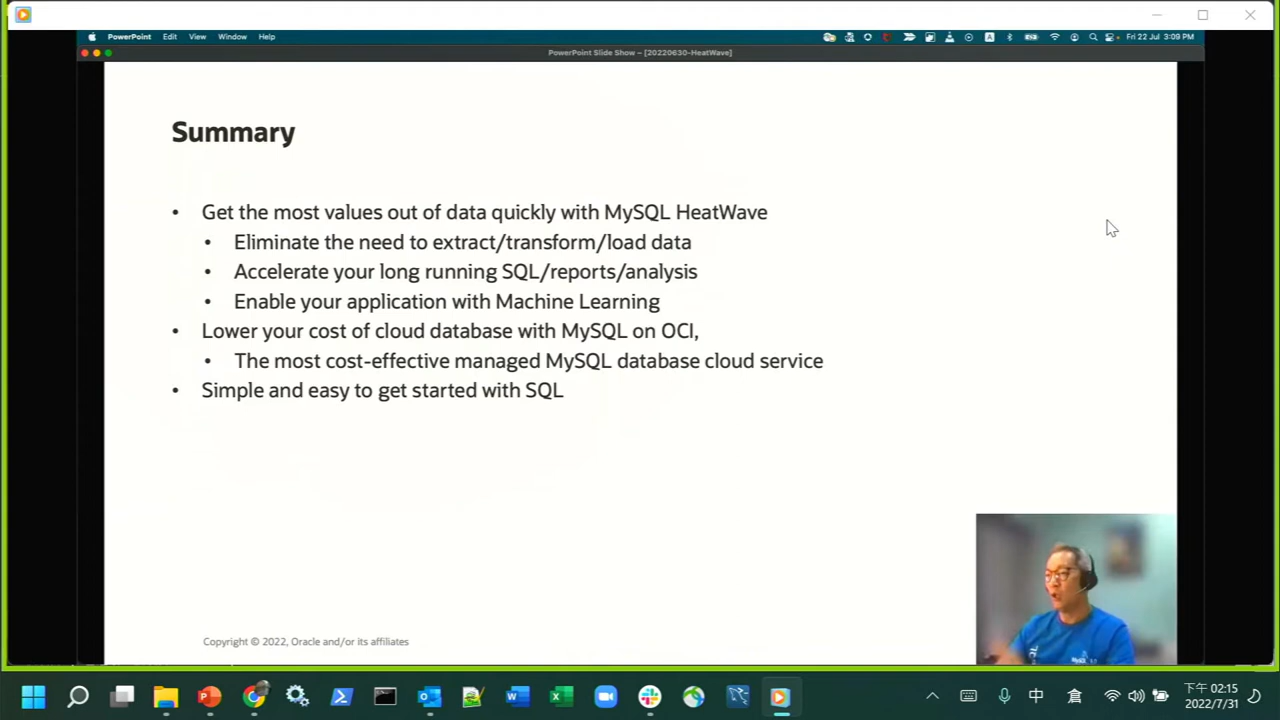 PowerPoint Edit View Window Help
Fri 22 Jul 3:09 PM
PowerPoint Slide Show – [20220630-HeatWave]
Summary
• Get the most values out of data quickly with MySQL HeatWave
• Eliminate the need to extract/transform/load data
• Accelerate your long running SQL/reports/analysis
• Enable your application with Machine Learning
• Lower your cost of cloud database with MySQL on OCI,
• The most cost-effective managed MySQL database cloud service
• Simple and easy to get started with SQL
MySQL
Copyright © 2022, Oracle and/or its affiliates
中
下午 02:15
2022/7/31